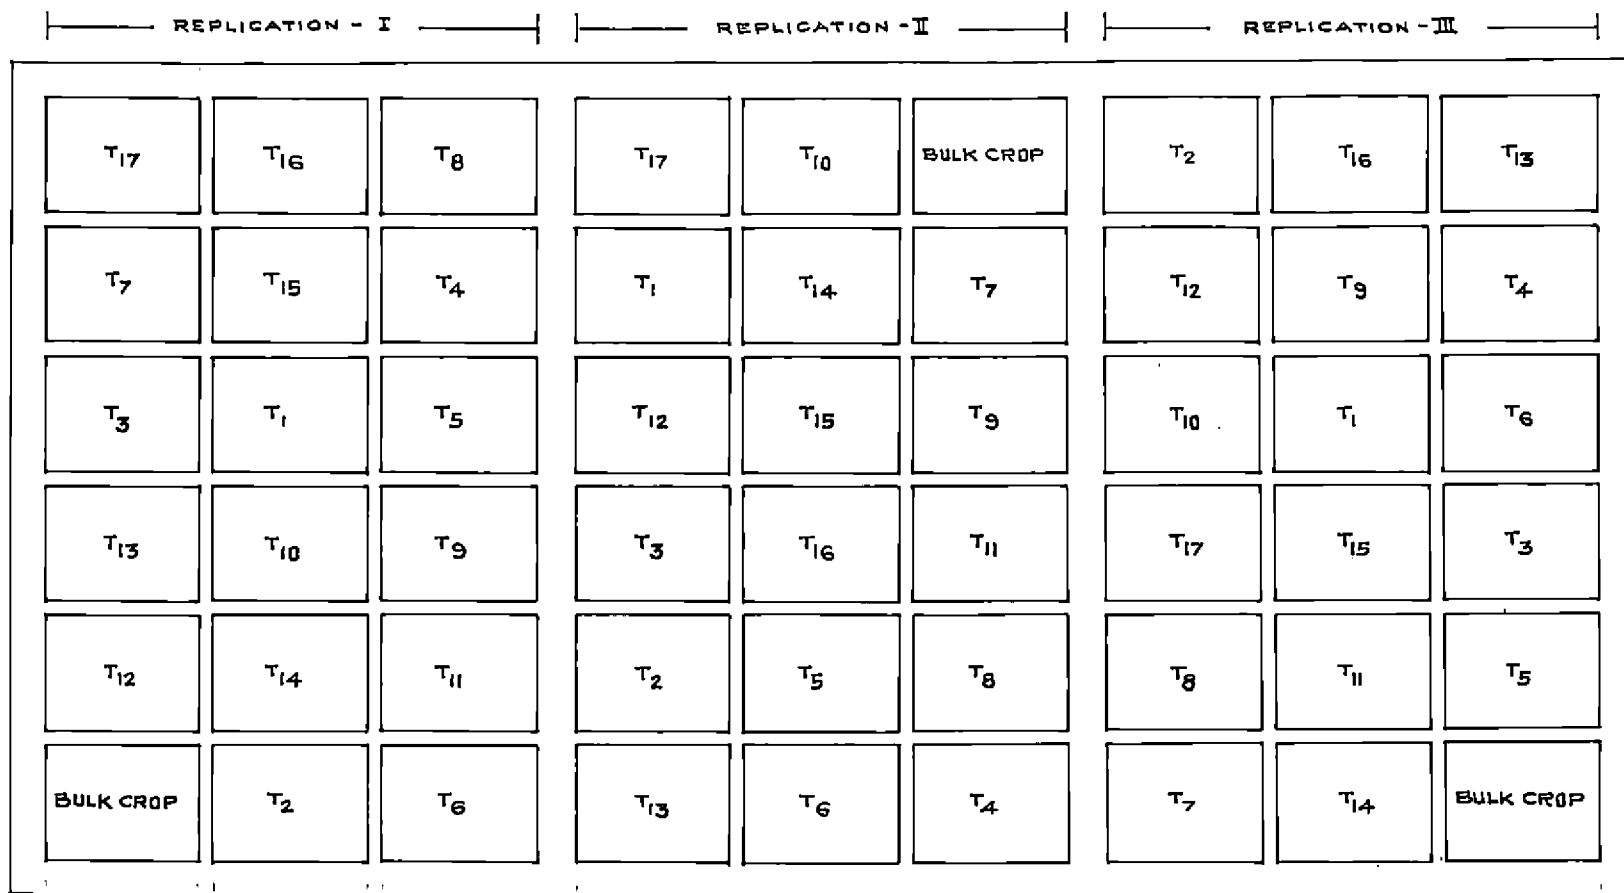 REPLICATION - I REPLICATION - II REPLICATION - III
T17 T16 T8 T17 T10 BULK CROP T2 T16 T13
T7 T15 T4 T1 T14 T7 T12 T9 T4
T3 T1 T5 T12 T15 T9 T10 T1 T6
T13 T10 T9 T3 T16 T11 T17 T15 T3
T12 T14 T11 T2 T5 T8 T8 T11 T5
BULK CROP T2 T6 T13 T6 T4 T7 T14 BULK CROP